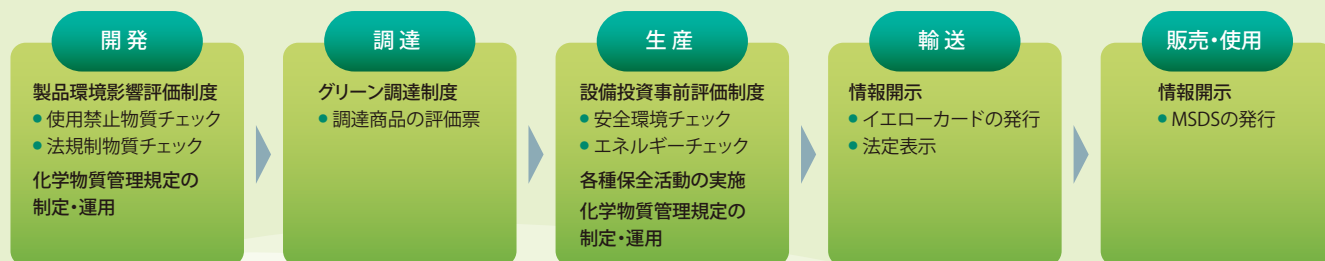 開発
製品環境影響評価制度
● 使用禁止物質チェック
● 法規制物質チェック
化学物質管理規定の
制定・運用
調達
グリーン調達制度
● 調達商品の評価票
生産
設備投資事前評価制度
● 安全環境チェック
● エネルギーチェック
各種保全活動の実施
化学物質管理規定の
制定・運用
輸送
情報開示
● イエローカードの発行
● 法定表示
販売・使用
情報開示
● MSDSの発行